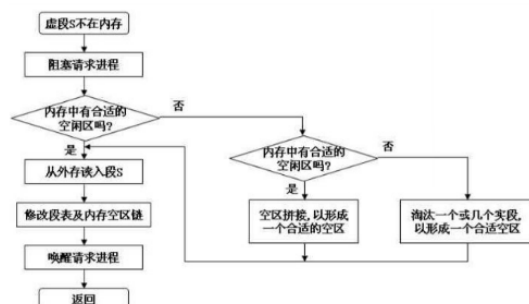 虚段S不在内存
阻塞请求进程
内存中有合适的
空闲区吗?
否
是
从外存读入段S
修改段表及内存空区链
唤醒请求进程
返回
内存中有合适的
空闲区吗?
否
是
空区拼接,以形成
一个合适的空区
淘汰一个或几个实段,
以形成一个合适空区